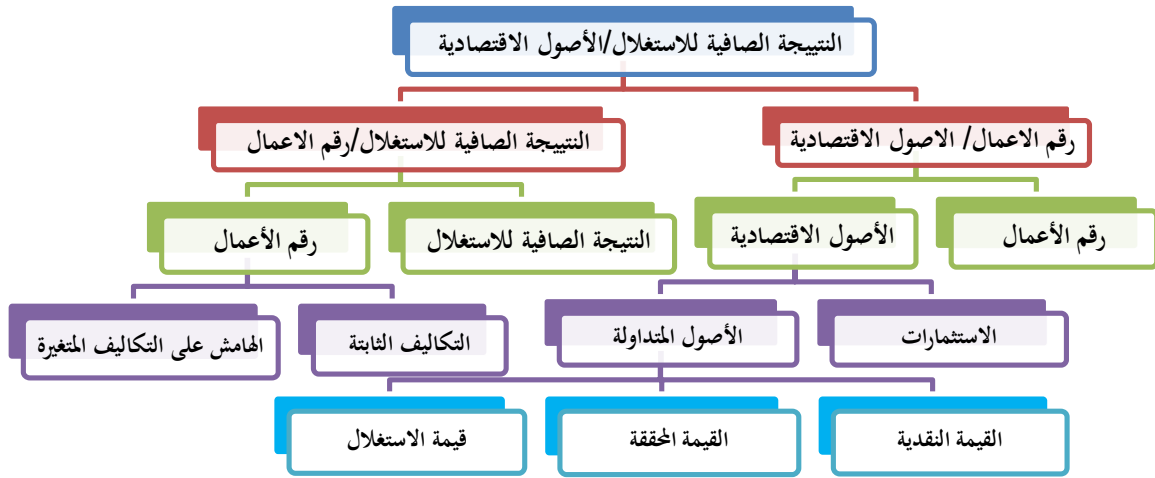 النتييجة الصافية للاستغلال/الأصول الاقتصادية
رقم الاعمال/ الاصول الاقتصادية
النتييجة الصافية للاستغلال/رقم الاعمال
رقم الأعمال
الأصول الاقتصادية
النتيجة الصافية للاستغلال
رقم الأعمال
الاستثمارات
الأصول المتداولة
التكاليف الثابتة
الهامش على التكاليف المتغيرة
القيمة النقدية
القيمة المحققة
قيمة الاستغلال